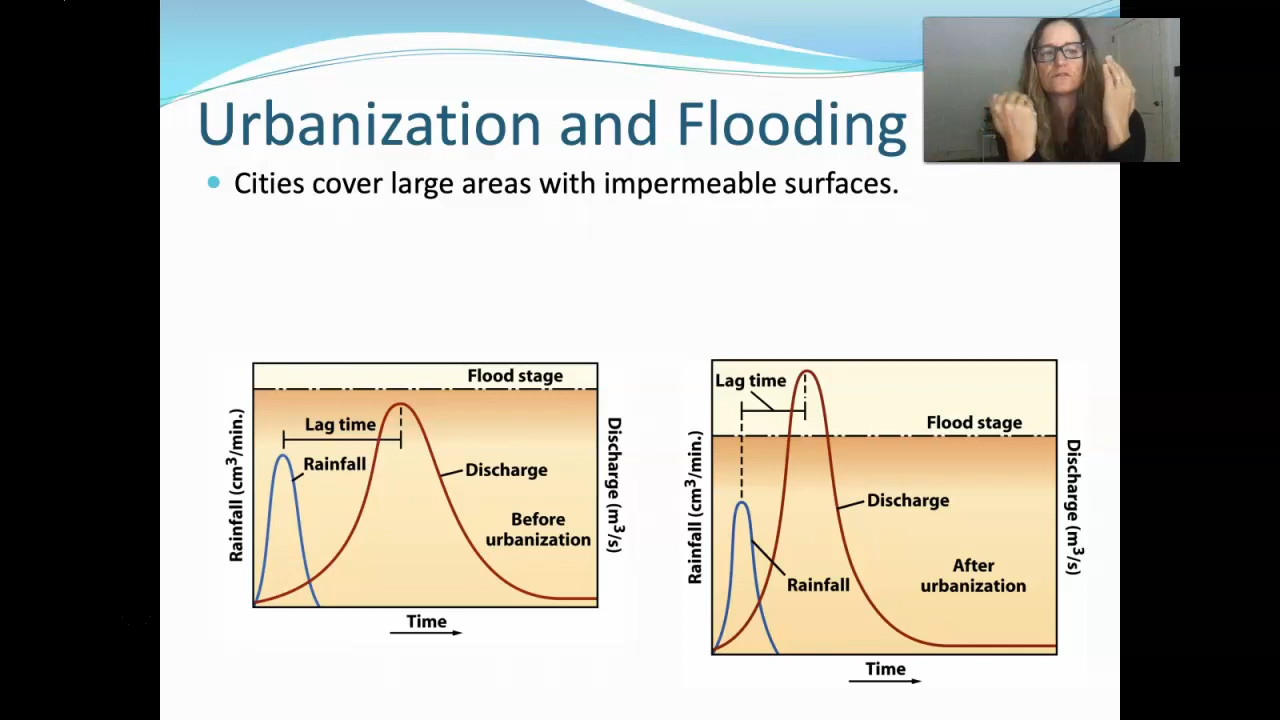 Urbanization and Flooding
• Cities cover large areas with impermeable surfaces.
Flood stage
Lag time
Rainfall
Discharge
Before
urbanization
Rainfall (cm³/min.)
Discharge (m³/s)
Time
Lag time
Flood stage
Discharge
Rainfall
After
urbanization
Rainfall (cm³/min.)
Discharge (m³/s)
Time